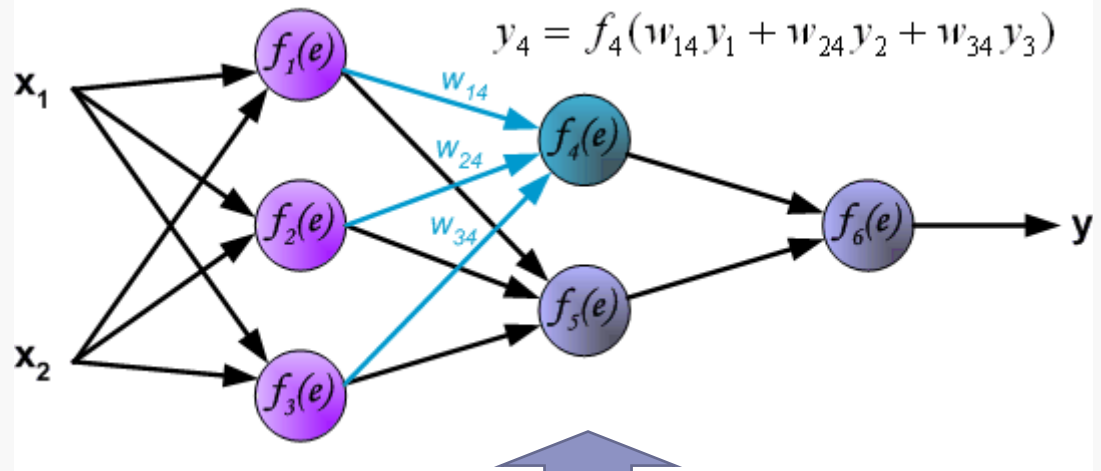 y₄ = f₄(w₁₄y₁ + w₂₄y₂ + w₃₄y₃)
f₁(e)
x₁
w₁₄
f₄(e)
w₂₄
f₂(e)
w₃₄
f₆(e)
y
f₅(e)
x₂
f₃(e)